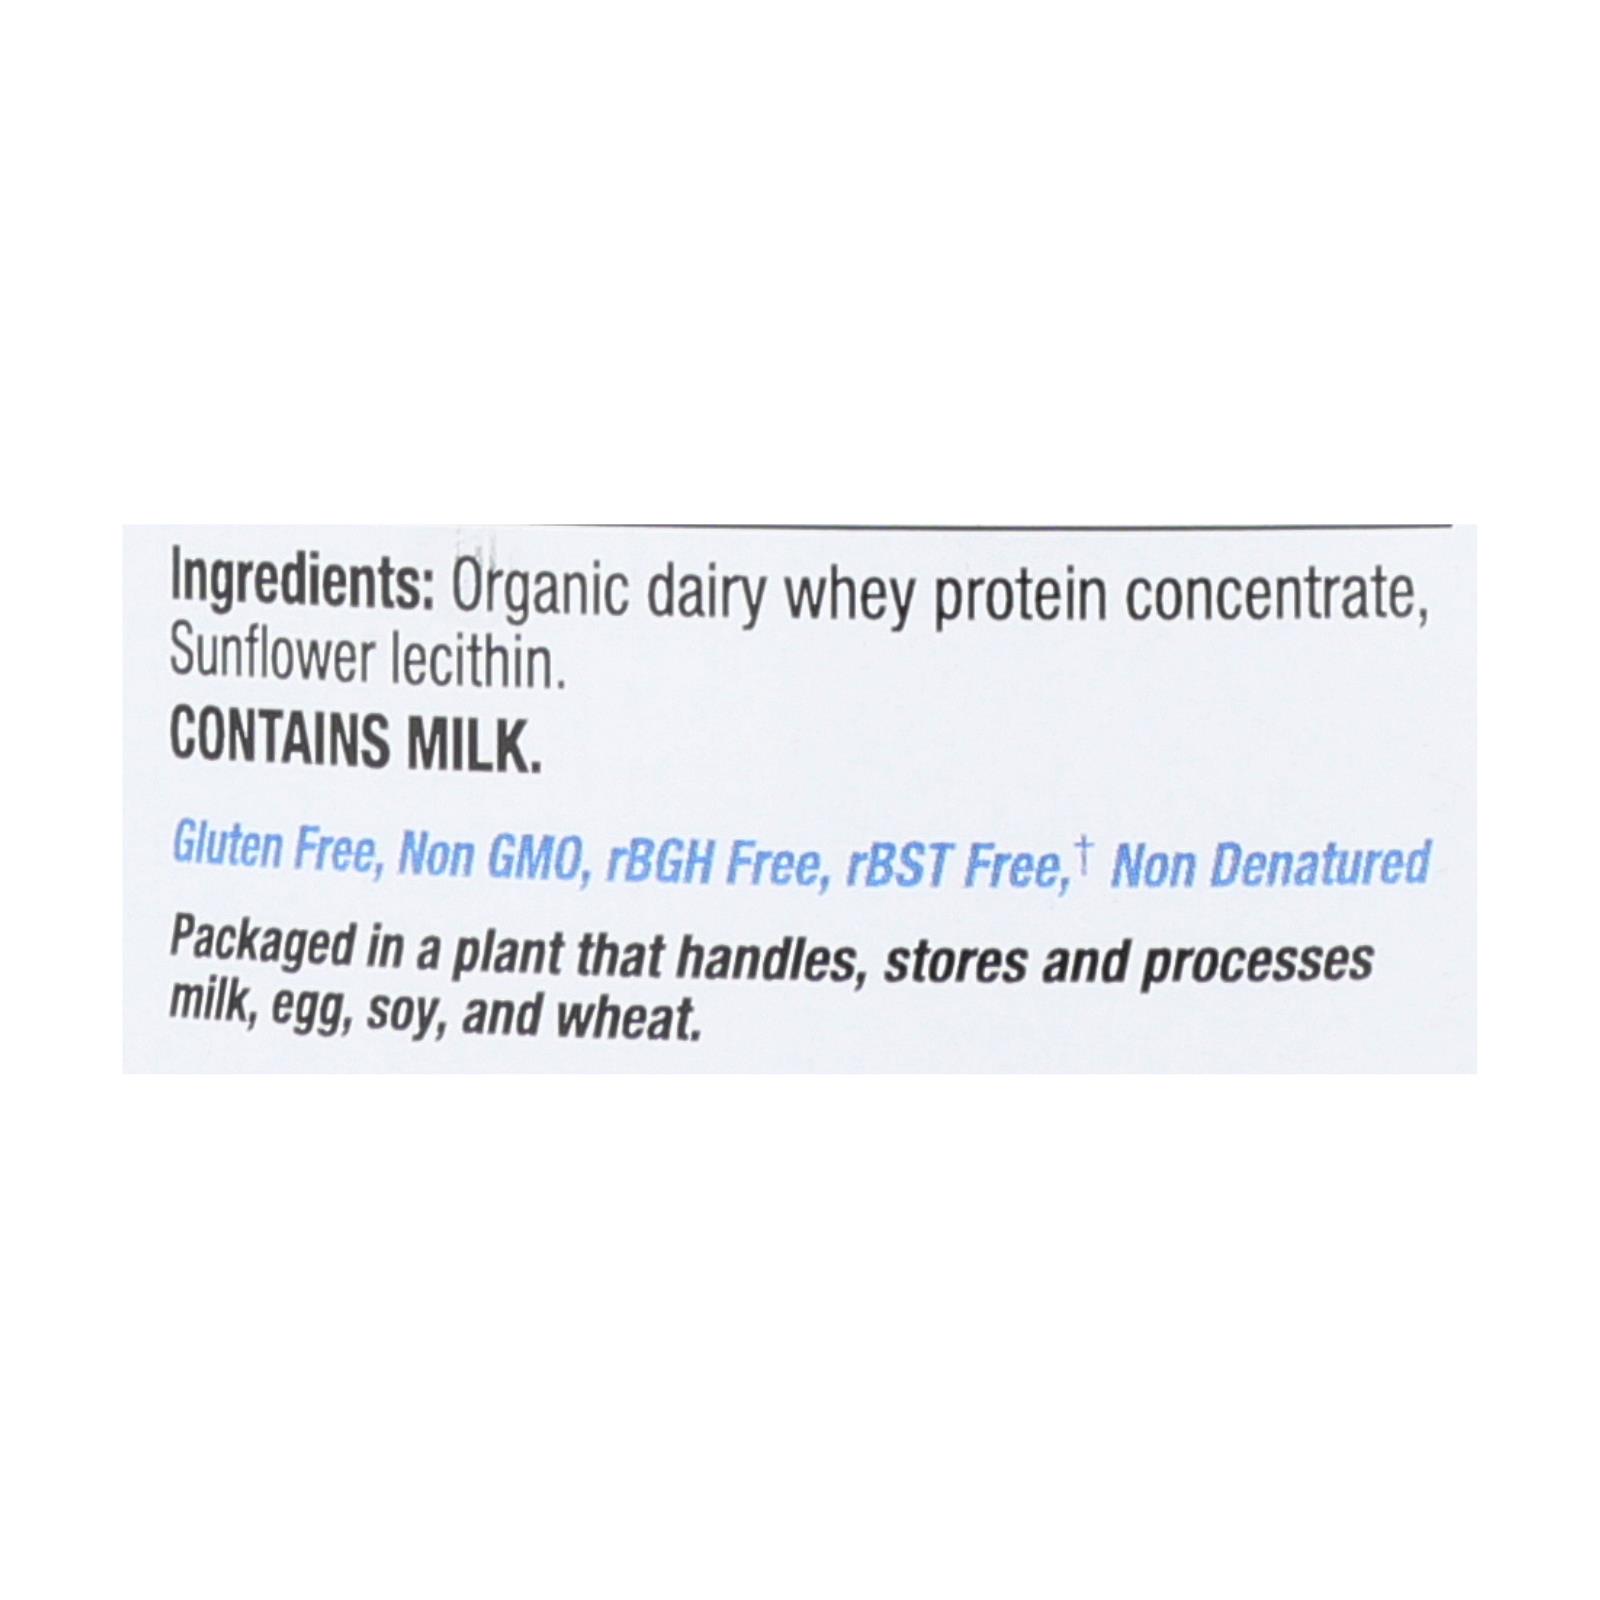 Ingredients: Organic dairy whey protein concentrate,
Sunflower lecithin.
CONTAINS MILK.
Gluten Free, Non GMO, rBGH Free, rBST Free,† Non Denatured
Packaged in a plant that handles, stores and processes
milk, egg, soy, and wheat.